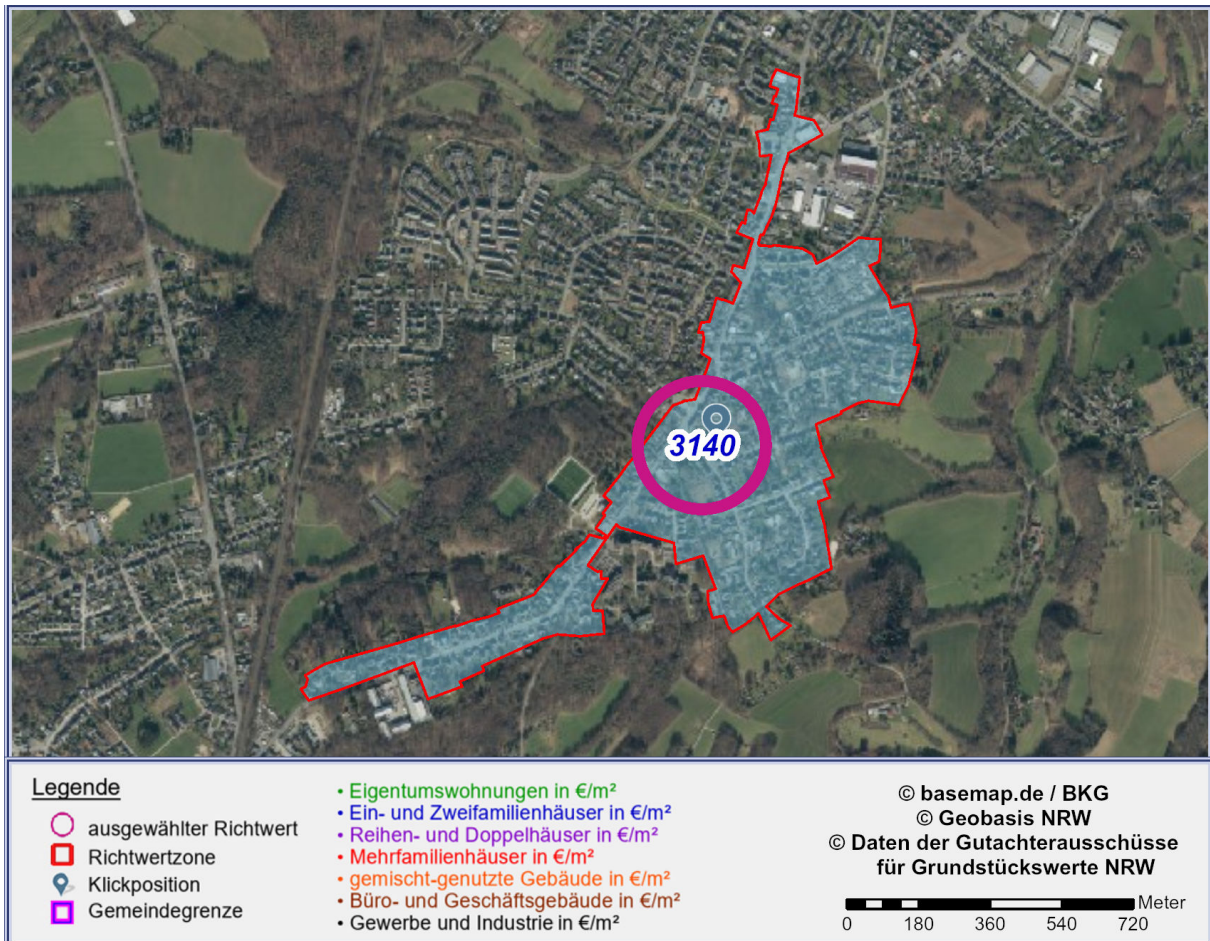 3140
Legende
ausgewählter Richtwert
Richtwertzone
Klickposition
Gemeindegrenze
• Eigentumswohnungen in €/m²
• Ein- und Zweifamilienhäuser in €/m²
• Reihen- und Doppelhäuser in €/m²
• Mehrfamilienhäuser in €/m²
• gemischt-genutzte Gebäude in €/m²
• Büro- und Geschäftsgebäude in €/m²
• Gewerbe und Industrie in €/m²
© basemap.de / BKG
© Geobasis NRW
© Daten der Gutachterausschüsse
für Grundstückswerte NRW
Meter
0 180 360 540 720